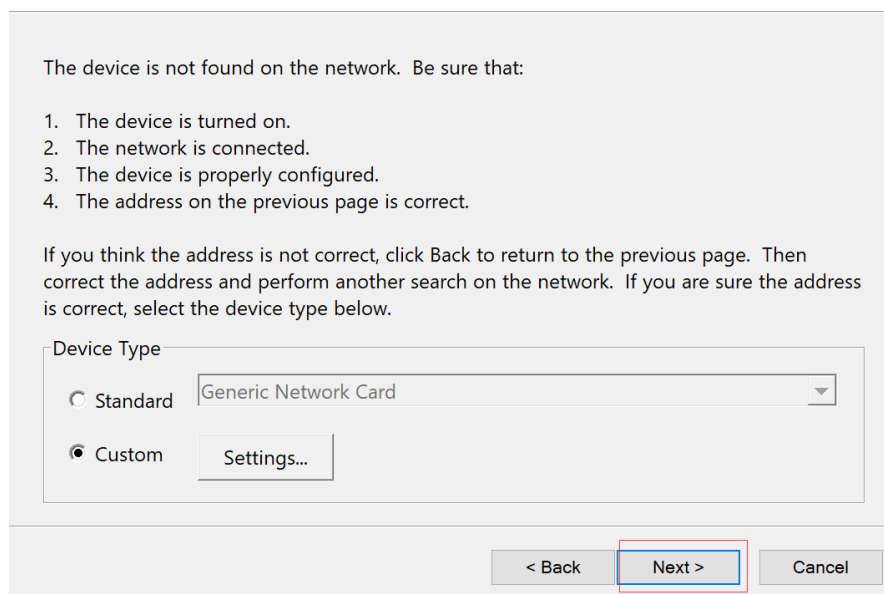 The device is not found on the network.  Be sure that:
1.  The device is turned on.
2.  The network is connected.
3.  The device is properly configured.
4.  The address on the previous page is correct.
If you think the address is not correct, click Back to return to the previous page.  Then
correct the address and perform another search on the network.  If you are sure the address
is correct, select the device type below.
Device Type
Standard
Generic Network Card
Custom
Settings...
< Back
Next >
Cancel